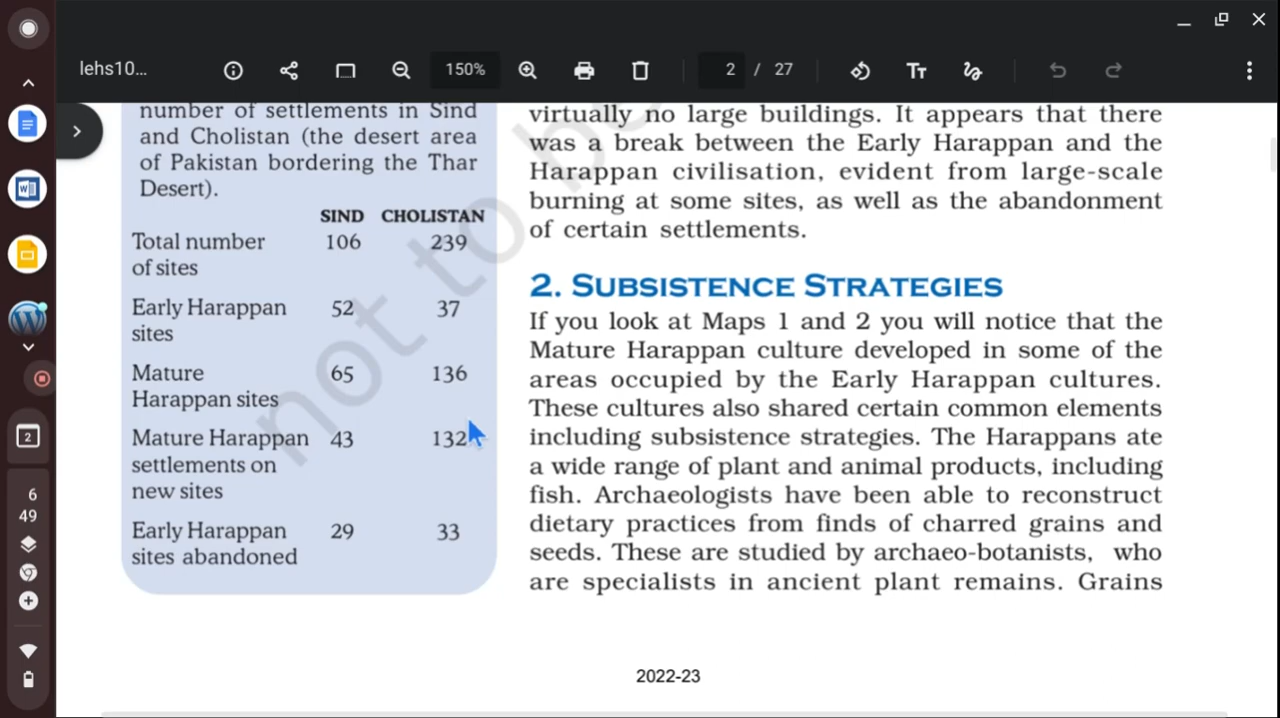 lehs10...
150%
2 / 27
number of settlements in Sind
and Cholistan (the desert area
of Pakistan bordering the Thar
Desert).
SIND CHOLISTAN
Total number 106 239
of sites
Early Harappan 52 37
sites
Mature 65 136
Harappan sites
Mature Harappan 43 132
settlements on
new sites
Early Harappan 29 33
sites abandoned
virtually no large buildings. It appears that there
was a break between the Early Harappan and the
Harappan civilisation, evident from large-scale
burning at some sites, as well as the abandonment
of certain settlements.
2. SUBSISTENCE STRATEGIES
If you look at Maps 1 and 2 you will notice that the
Mature Harappan culture developed in some of the
areas occupied by the Early Harappan cultures.
These cultures also shared certain common elements
including subsistence strategies. The Harappans ate
a wide range of plant and animal products, including
fish. Archaeologists have been able to reconstruct
dietary practices from finds of charred grains and
seeds. These are studied by archaeo-botanists, who
are specialists in ancient plant remains. Grains
not to be
2022-23
2
6
49
W
W
Tт